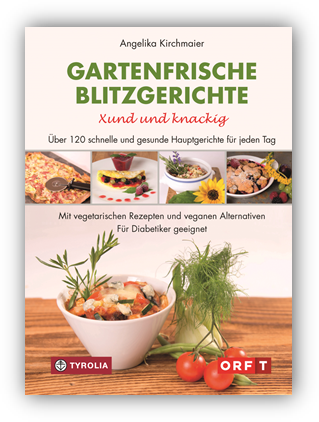 Angelika Kirchmaier
GARTENFRISCHE
BLITZGERICHTE
Xund und knackig
Über 120 schnelle und gesunde Hauptgerichte für jeden Tag
Mit vegetarischen Rezepten und veganen Alternativen
Für Diabetiker geeignet
TYROLIA
ORF T